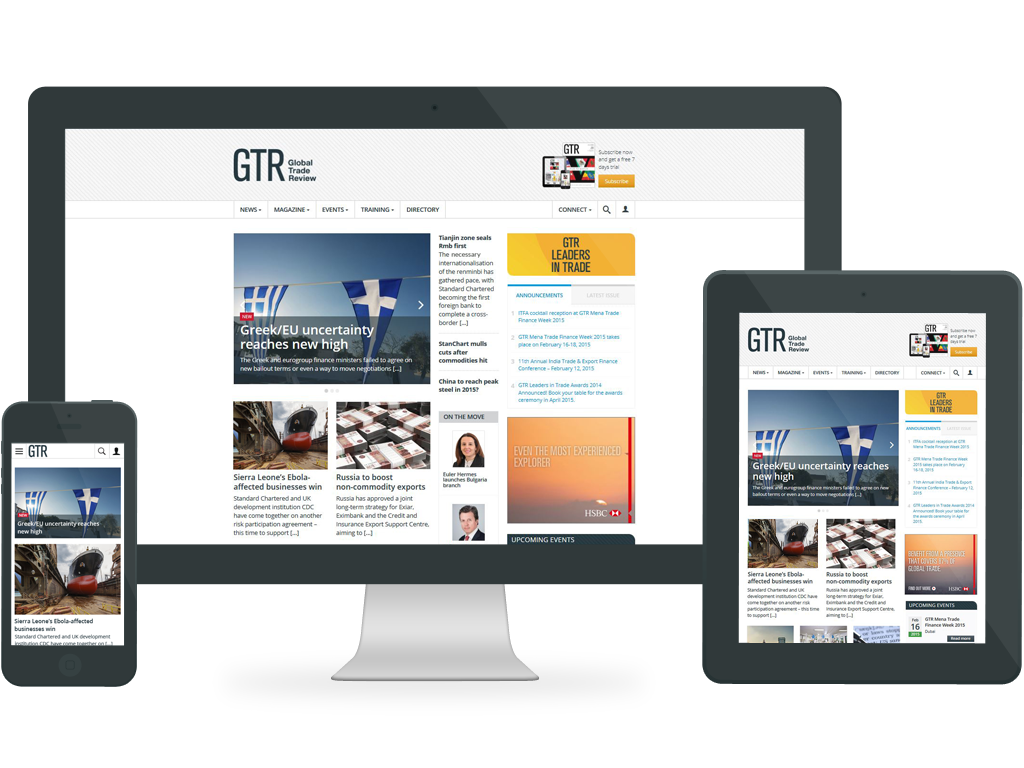 GTR Global
Trade
Review
GTR
Subscribe now
and get a free 7
days trial
Subscribe
NEWS
MAGAZINE
EVENTS
TRAINING
DIRECTORY
CONNECT
NEW
Greek/EU uncertainty
reaches new high
The Greek and eurogroup finance ministers failed to agree on
new bailout terms or even a way to move negotiations [...]
Tianjin zone seals
Rmb first
The necessary
internationalisation
of the renminbi has
gathered pace, with
Standard Chartered
becoming the first
foreign bank to
complete a cross-
border [...]
StanChart mulls
cuts after
commodities hit
China to reach peak
steel in 2015?
GTR
LEADERS
IN TRADE
ANNOUNCEMENTS
LATEST ISSUE
1 ITFA cocktail reception at GTR Mena Trade
Finance Week 2015
2 GTR Mena Trade Finance Week 2015 takes
place on February 16-18, 2015
3 11th Annual India Trade & Export Finance
Conference – February 12, 2015
4 GTR Leaders in Trade Awards 2014
Announced! Book your table for the awards
ceremony in April 2015
Sierra Leone's Ebola-
affected businesses win
Standard Chartered and UK
development institution CDC
have come together on another
risk participation agreement –
this time to support [...]
Russia to boost
non-commodity exports
Russia has approved a joint
long-term strategy for Exiar,
Eximbank and the Credit and
Insurance Export Support Centre,
aiming to [...]
ON THE MOVE
Euler Hermes
launches Bulgaria
branch
EVEN THE MOST EXPERIENCED
EXPLORER
HSBC
UPCOMING EVENTS
GTR
NEW
Greek/EU uncertainty reaches
new high
Sierra Leone's Ebola-affected
businesses win
Standard Chartered and UK development
institution CDC have come together on [...]
GTR Global
Trade
Review
GTR
Subscribe now
and get a free 7
days trial
Subscribe
NEWS
MAGAZINE
EVENTS
TRAINING
DIRECTORY
CONNECT
NEW
Greek/EU uncertainty reaches
new high
The Greek and eurogroup finance ministers failed to agree on new
bailout terms or even a way to move negotiations [...]
GTR
LEADERS
IN TRADE
ANNOUNCEMENTS
LATEST ISSUE
1 ITFA cocktail reception at GTR
Mena Trade Finance Week 2015
2 GTR Mena Trade Finance Week
2015 takes place on February
16-18, 2015
3 11th Annual India Trade & Export
Finance Conference – February
12, 2015
4 GTR Leaders in Trade Awards
2014 Announced! Book your table
for the awards ceremony in April
2015
Sierra Leone's Ebola-
affected businesses win
Standard Chartered and UK
development institution CDC have
come together on another risk
participation agreement – this time
to support [...]
Russia to boost
non-commodity exports
Russia has approved a joint
long-term strategy for Exiar,
Eximbank and the Credit and
Insurance Export Support Centre,
aiming to [...]
BENEFIT FROM A PRESENCE
THAT COVERS 85% OF
GLOBAL TRADE
FIND OUT MORE
HSBC
UPCOMING EVENTS
Feb
16
2015
GTR Mena Trade
Finance Week 2015
Dubai
Read more